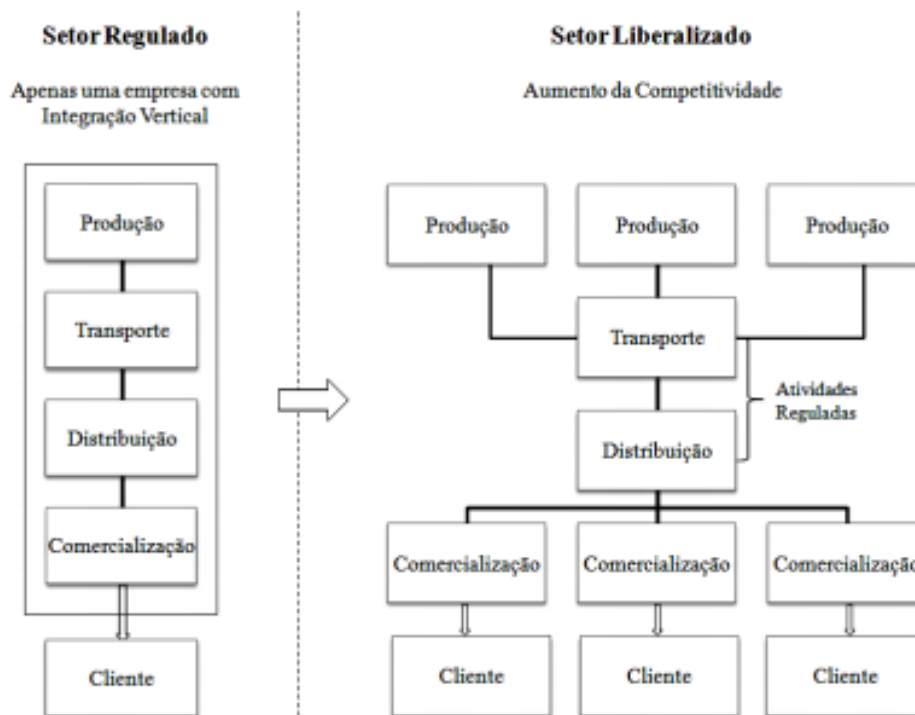 Setor Regulado
Apenas uma empresa com
Integração Vertical
Produção
Transporte
Distribuição
Comercialização
Cliente
Setor Liberalizado
Aumento da Competitividade
Produção
Produção
Produção
Transporte
Atividades
Reguladas
Distribuição
Comercialização
Comercialização
Comercialização
Cliente
Cliente
Cliente